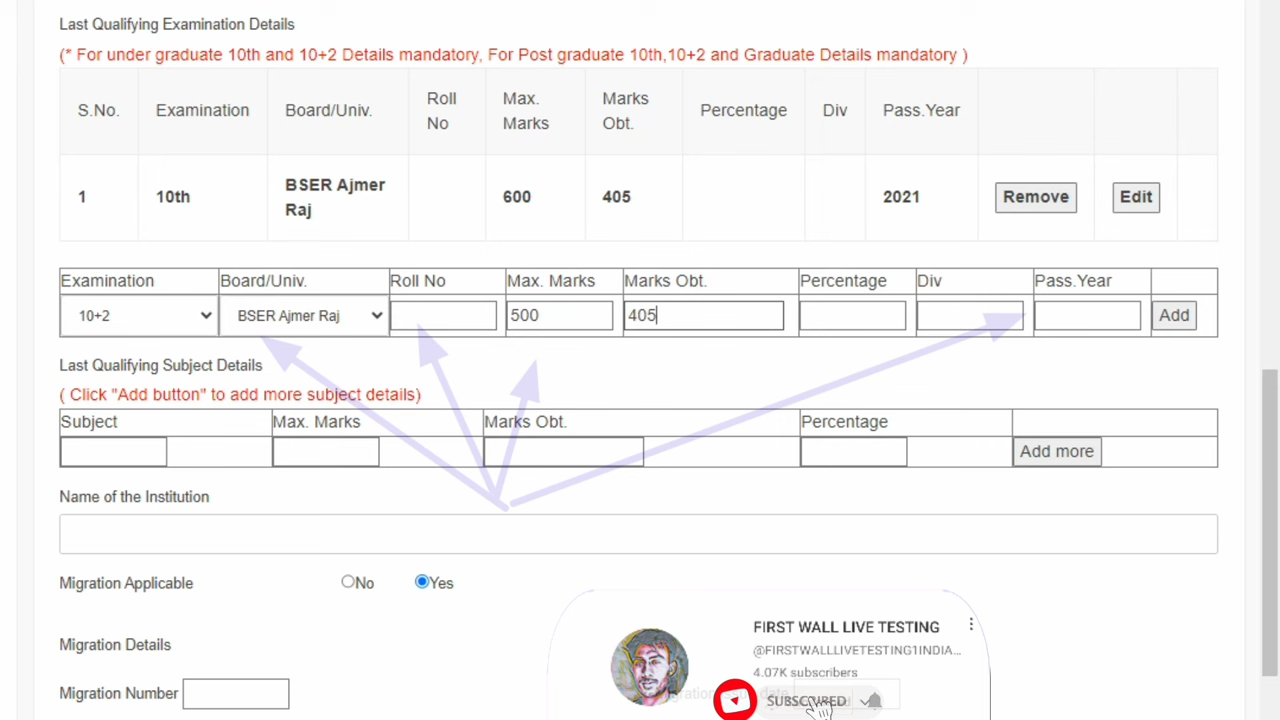 Last Qualifying Examination Details
(* For under graduate 10th and 10+2 Details mandatory, For Post graduate 10th,10+2 and Graduate Details mandatory )
S.No. Examination Board/Univ. Roll No Max. Marks Marks Obt. Percentage Div Pass.Year
1 10th BSER Ajmer Raj 600 405 2021 Remove Edit
Examination Board/Univ. Roll No Max. Marks Marks Obt. Percentage Div Pass.Year
10+2 BSER Ajmer Raj 500 405 Add
Last Qualifying Subject Details
( Click "Add button" to add more subject details)
Subject Max. Marks Marks Obt. Percentage
Add more
Name of the Institution
Migration Applicable No Yes
FIRST WALL LIVE TESTING
Migration Details
@FIRSTWALLLIVETESTING1INDIA...
4.07K subscribers
Migration Number
SUBSCRIBED